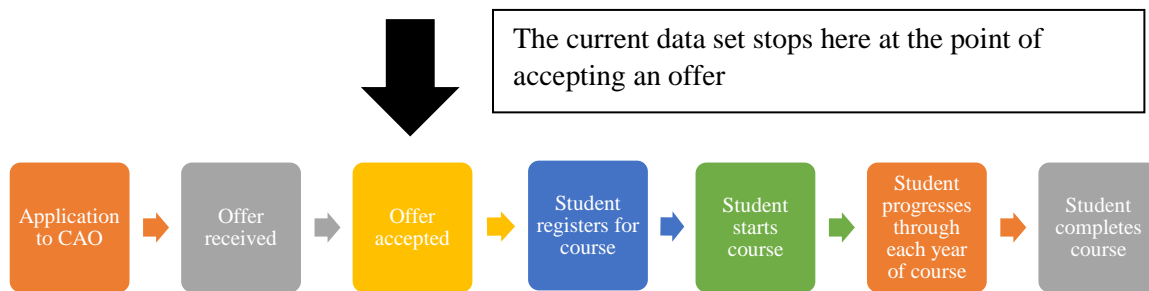 The current data set stops here at the point of
accepting an offer
Application
to CAO
Offer
received
Offer
accepted
Student
registers for
course
Student
starts
course
Student
progresses
through
each year
of course
Student
completes
course